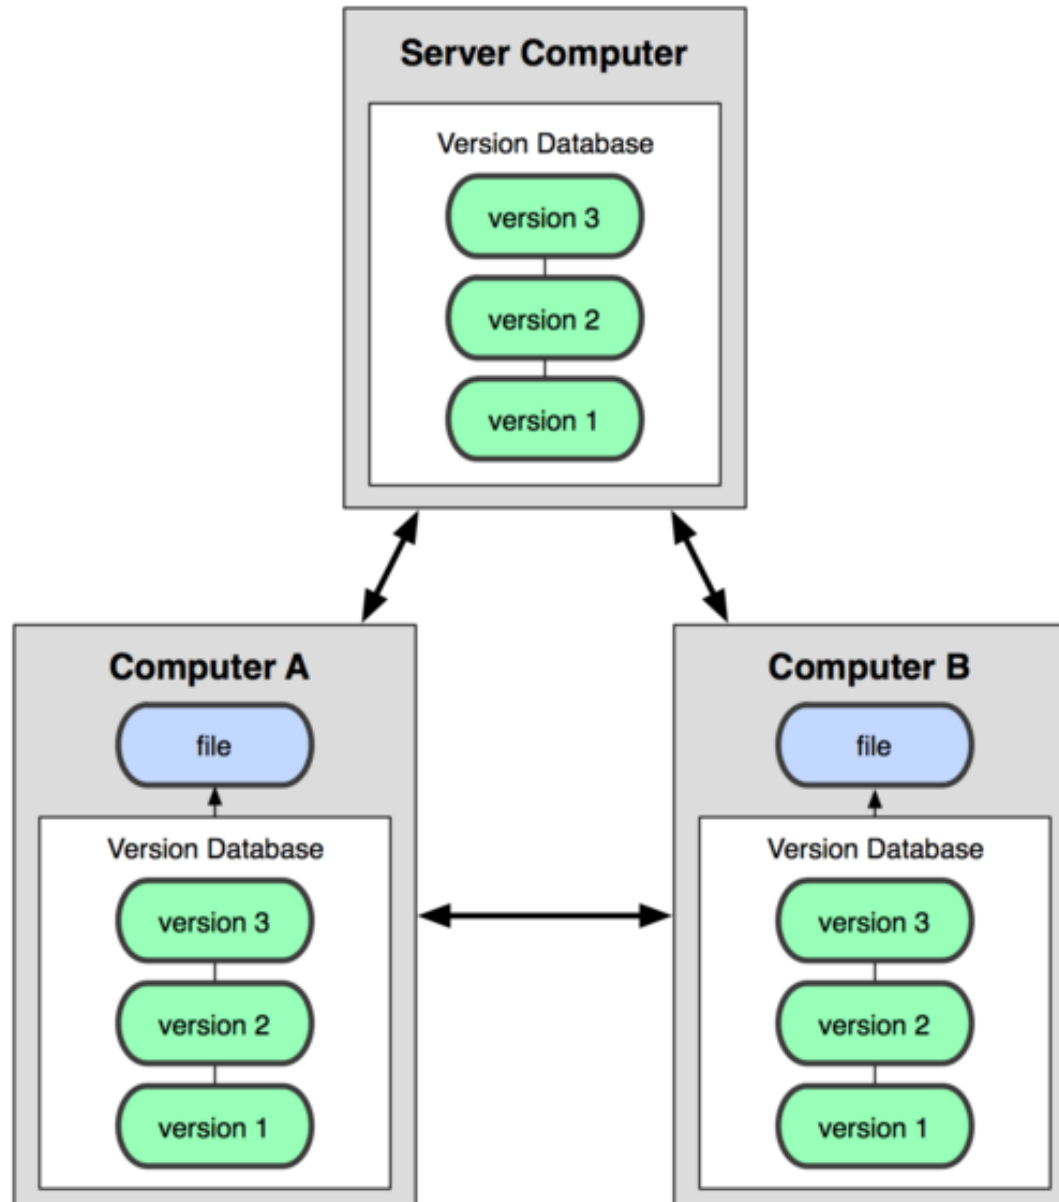 Server Computer
Version Database
version 3
version 2
version 1
Computer A
file
Version Database
version 3
version 2
version 1
Computer B
file
Version Database
version 3
version 2
version 1